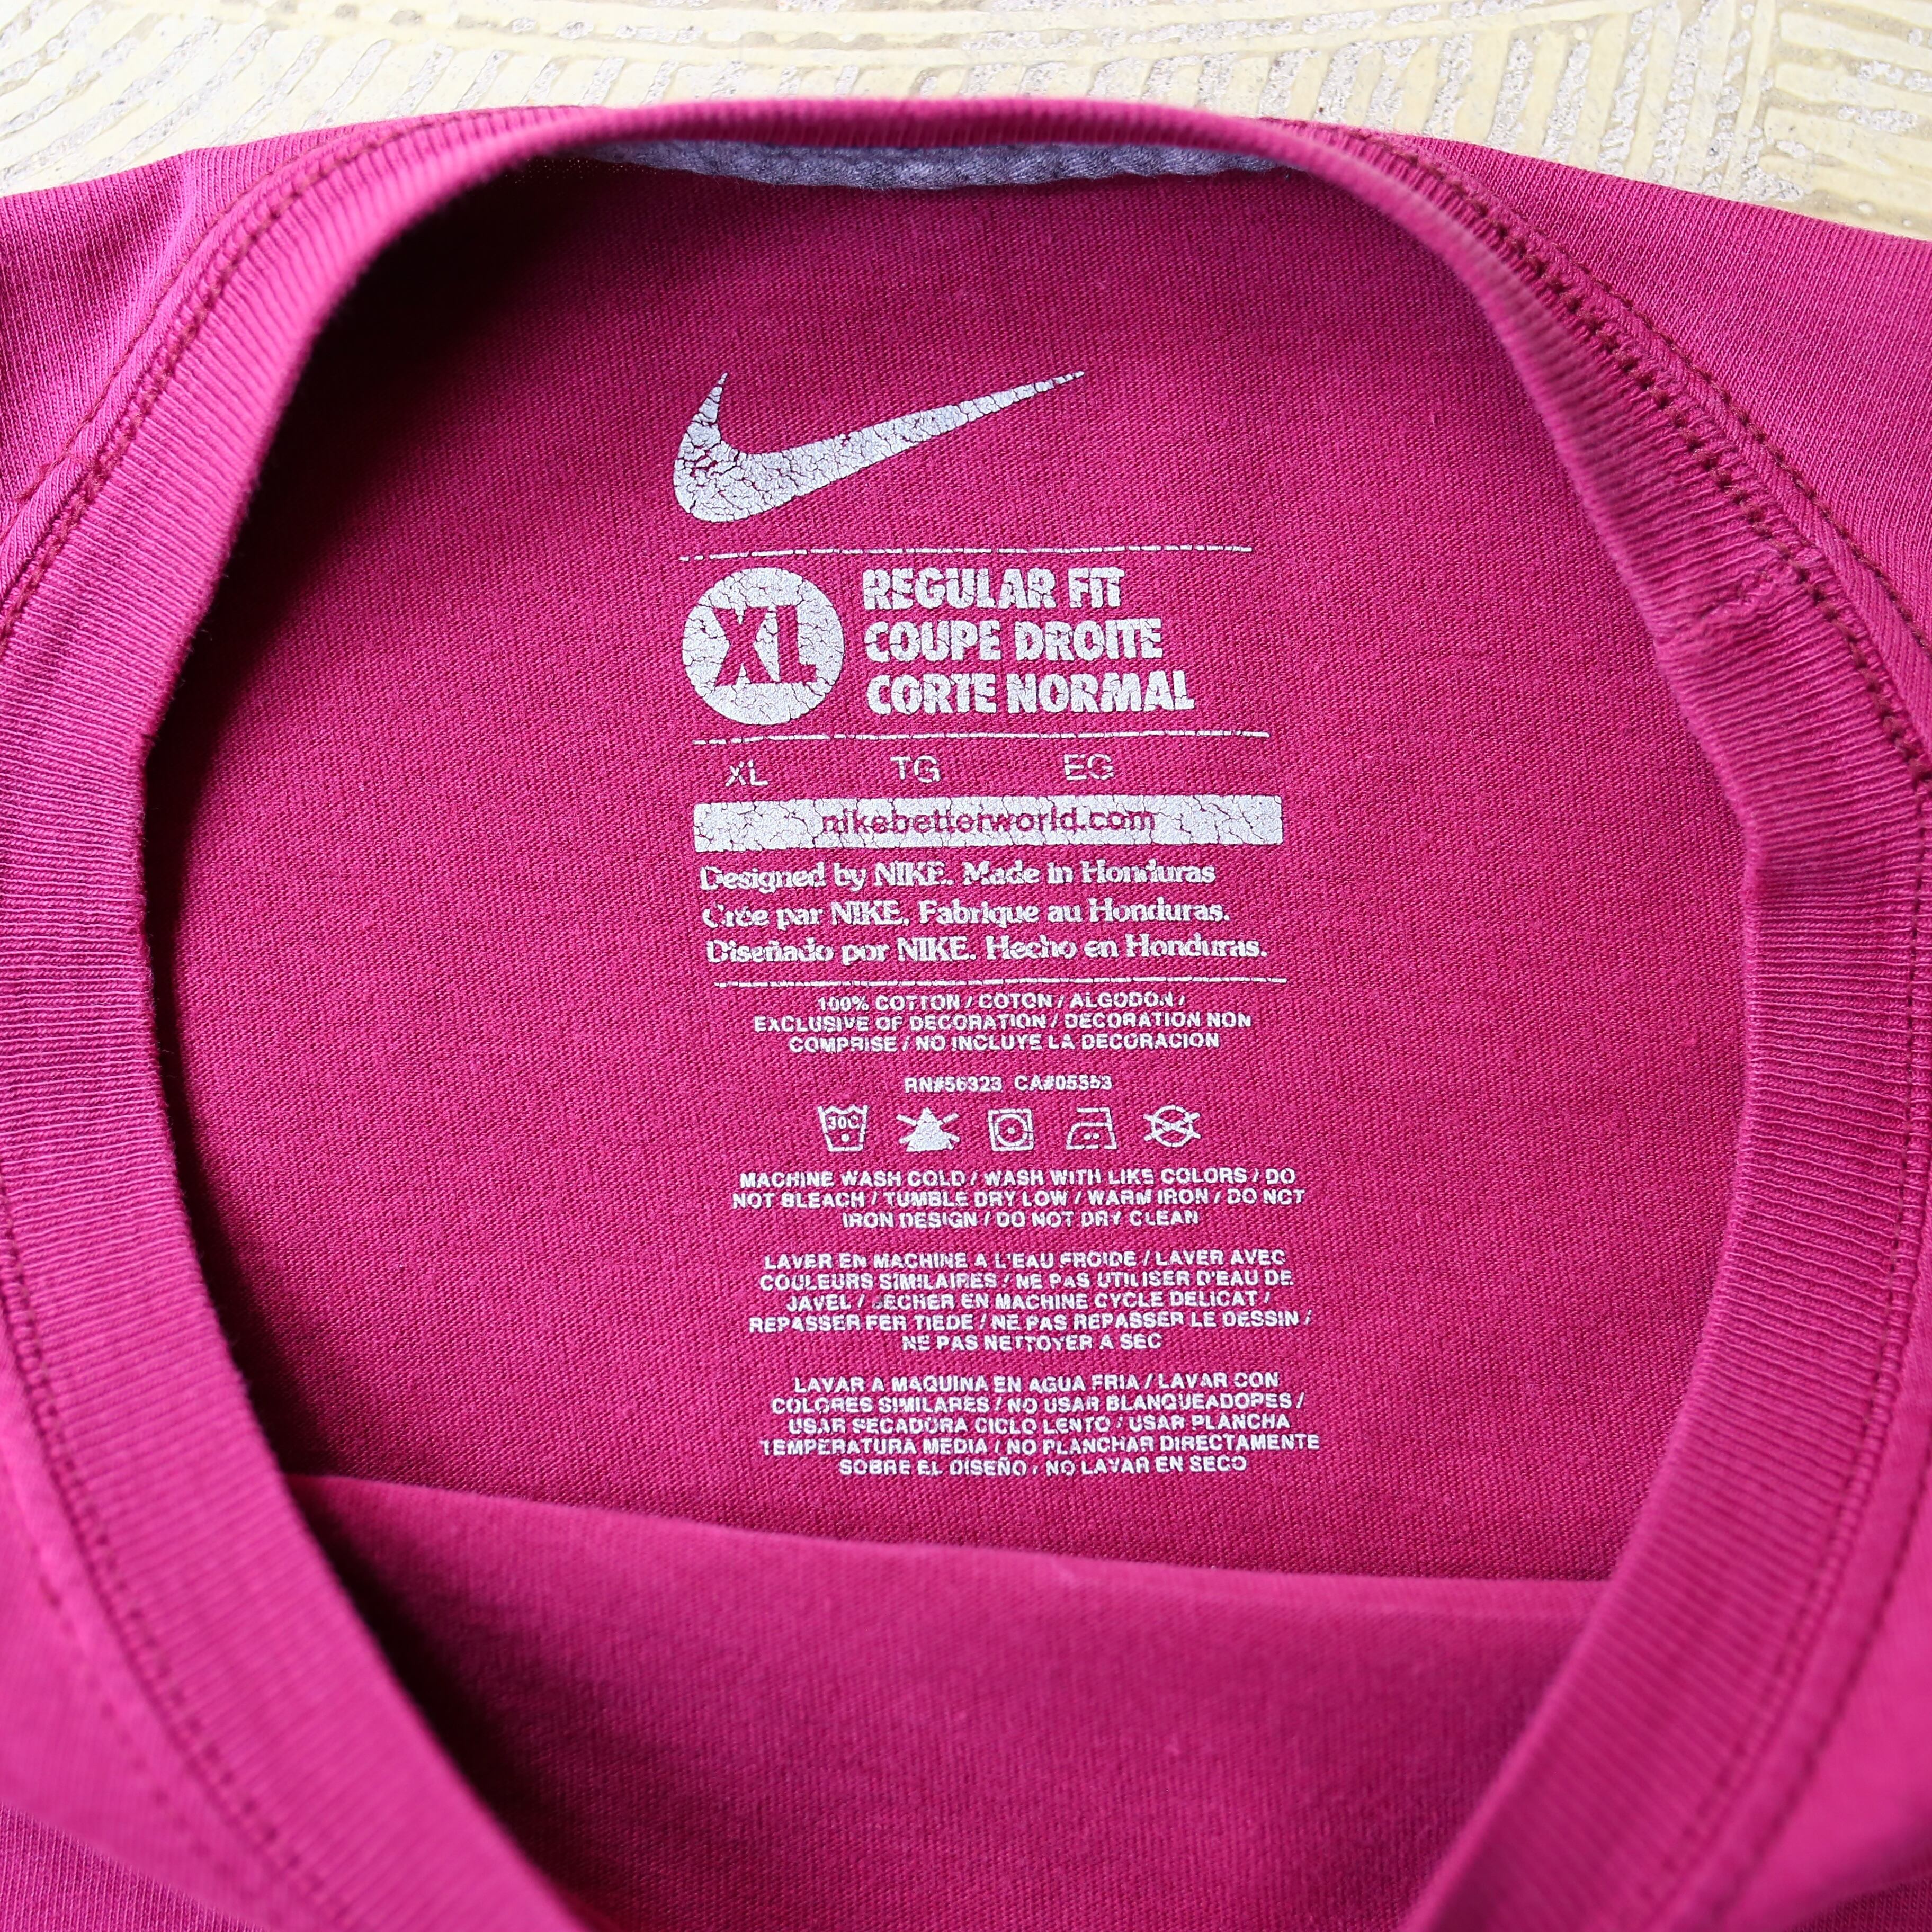 XL
REGULAR FIT
COUPE DROITE
CORTE NORMAL
XL TG EG
nikebetterworld.com
Designed by NIKE. Made in Honduras
Crée par NIKE. Fabrique au Honduras.
Diseñado por NIKE. Hecho en Honduras.
100% COTTON / COTON / ALGODON /
EXCLUSIVE OF DECORATION / DECORATION NON
COMPRISE / NO INCLUYE LA DECORACION
RN#56323 CA#05553
30C
MACHINE WASH COLD / WASH WITH LIKE COLORS / DO
NOT BLEACH / TUMBLE DRY LOW / WARM IRON / DO NOT
IRON DESIGN / DO NOT DRY CLEAN
LAVER EN MACHINE A L'EAU FROIDE / LAVER AVEC
COULEURS SIMILAIRES / NE PAS UTILISER D'EAU DE
JAVEL / SECHER EN MACHINE CYCLE DELICAT /
REPASSER FER TIEDE / NE PAS REPASSER LE DESSIN /
NE PAS NETTOYER A SEC
LAVAR A MAQUINA EN AGUA FRIA / LAVAR CON
COLORES SIMILARES / NO USAR BLANQUEADOPES /
USAR SECADORA CICLO LENTO / USAR PLANCHA
TEMPERATURA MEDIA / NO PLANCHAR DIRECTAMENTE
SOBRE EL DISEÑO / NO LAVAR EN SECO